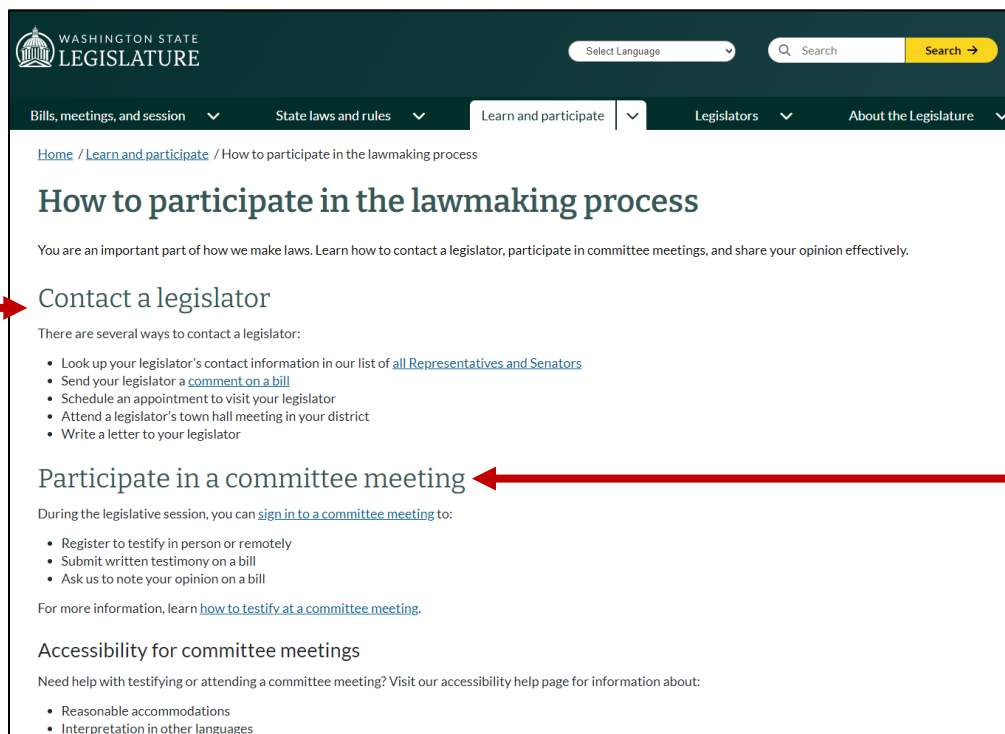 WASHINGTON STATE
LEGISLATURE
Select Language
Search
Search →
Bills, meetings, and session
State laws and rules
Learn and participate
Legislators
About the Legislature
Home / Learn and participate / How to participate in the lawmaking process
How to participate in the lawmaking process
You are an important part of how we make laws. Learn how to contact a legislator, participate in committee meetings, and share your opinion effectively.
Contact a legislator
There are several ways to contact a legislator:
• Look up your legislator's contact information in our list of all Representatives and Senators
• Send your legislator a comment on a bill
• Schedule an appointment to visit your legislator
• Attend a legislator's town hall meeting in your district
• Write a letter to your legislator
Participate in a committee meeting
During the legislative session, you can sign in to a committee meeting to:
• Register to testify in person or remotely
• Submit written testimony on a bill
• Ask us to note your opinion on a bill
For more information, learn how to testify at a committee meeting.
Accessibility for committee meetings
Need help with testifying or attending a committee meeting? Visit our accessibility help page for information about:
• Reasonable accommodations
• Interpretation in other languages